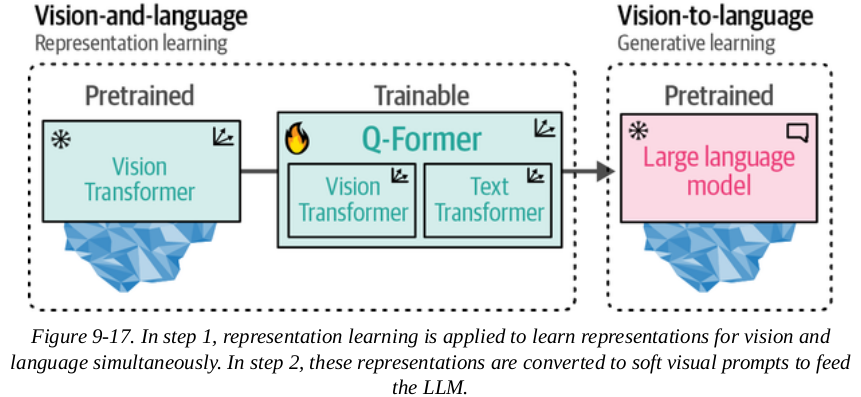 Vision-and-language
Representation learning
Vision-to-language
Generative learning
Pretrained
Vision
Transformer
Trainable
Q-Former
Vision
Transformer
Text
Transformer
Pretrained
Large language
model
Figure 9-17. In step 1, representation learning is applied to learn representations for vision and
language simultaneously. In step 2, these representations are converted to soft visual prompts to feed
the LLM.